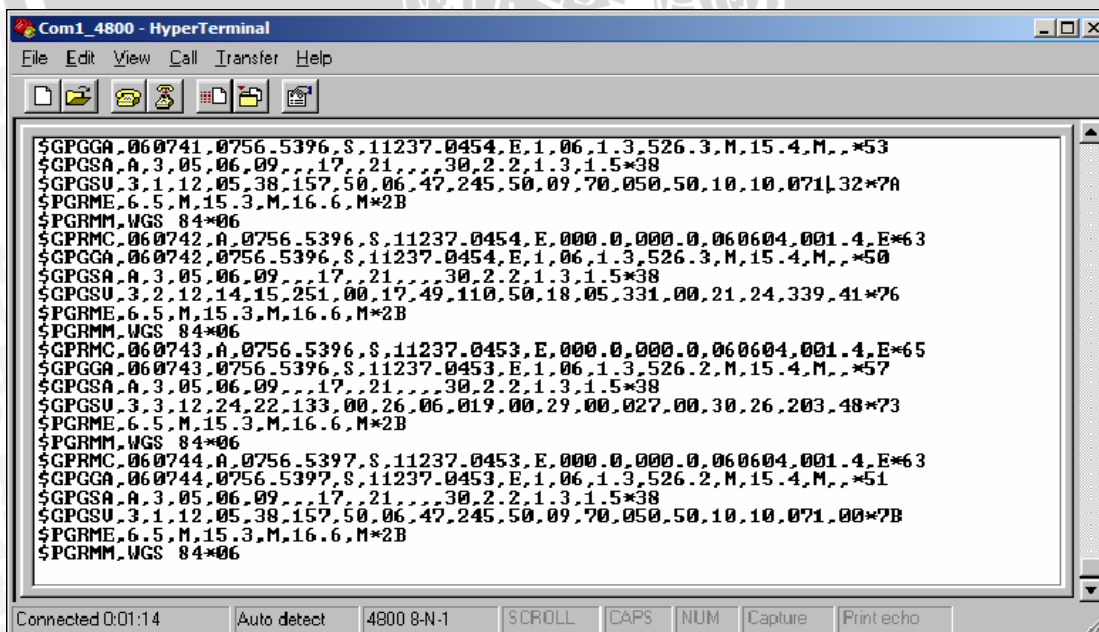 Com1_4800 - HyperTerminal
File Edit View Call Transfer Help
$GPGGA,060741,0756.5396,S,11237.0454,E,1,06,1.3,526.3,M,15.4,M,,*53
$GPGSA,A,3,05,06,09,,,17,,21,,,,30,2.2,1.3,1.5*38
$GPGSV,3,1,12,05,38,157,50,06,47,245,50,09,70,050,50,10,10,071,32*7A
$PGRME,6.5,M,15.3,M,16.6,M*2B
$PGRMM,WGS 84*06
$GPRMC,060742,A,0756.5396,S,11237.0454,E,000.0,000.0,060604,001.4,E*63
$GPGGA,060742,0756.5396,S,11237.0454,E,1,06,1.3,526.3,M,15.4,M,,*50
$GPGSA,A,3,05,06,09,,,17,,21,,,,30,2.2,1.3,1.5*38
$GPGSV,3,2,12,14,15,251,00,17,49,110,50,18,05,331,00,21,24,339,41*76
$PGRME,6.5,M,15.3,M,16.6,M*2B
$PGRMM,WGS 84*06
$GPRMC,060743,A,0756.5396,S,11237.0453,E,000.0,000.0,060604,001.4,E*65
$GPGGA,060743,0756.5396,S,11237.0453,E,1,06,1.3,526.2,M,15.4,M,,*57
$GPGSA,A,3,05,06,09,,,17,,21,,,,30,2.2,1.3,1.5*38
$GPGSV,3,3,12,24,22,133,00,26,06,019,00,29,00,027,00,30,26,203,48*73
$PGRME,6.5,M,15.3,M,16.6,M*2B
$PGRMM,WGS 84*06
$GPRMC,060744,A,0756.5397,S,11237.0453,E,000.0,000.0,060604,001.4,E*63
$GPGGA,060744,0756.5397,S,11237.0453,E,1,06,1.3,526.2,M,15.4,M,,*51
$GPGSA,A,3,05,06,09,,,17,,21,,,,30,2.2,1.3,1.5*38
$GPGSV,3,1,12,05,38,157,50,06,47,245,50,09,70,050,50,10,10,071,00*7B
$PGRME,6.5,M,15.3,M,16.6,M*2B
$PGRMM,WGS 84*06
Connected 0:01:14 Auto detect 4800 8-N-1 SCROLL CAPS NUM Capture Print echo